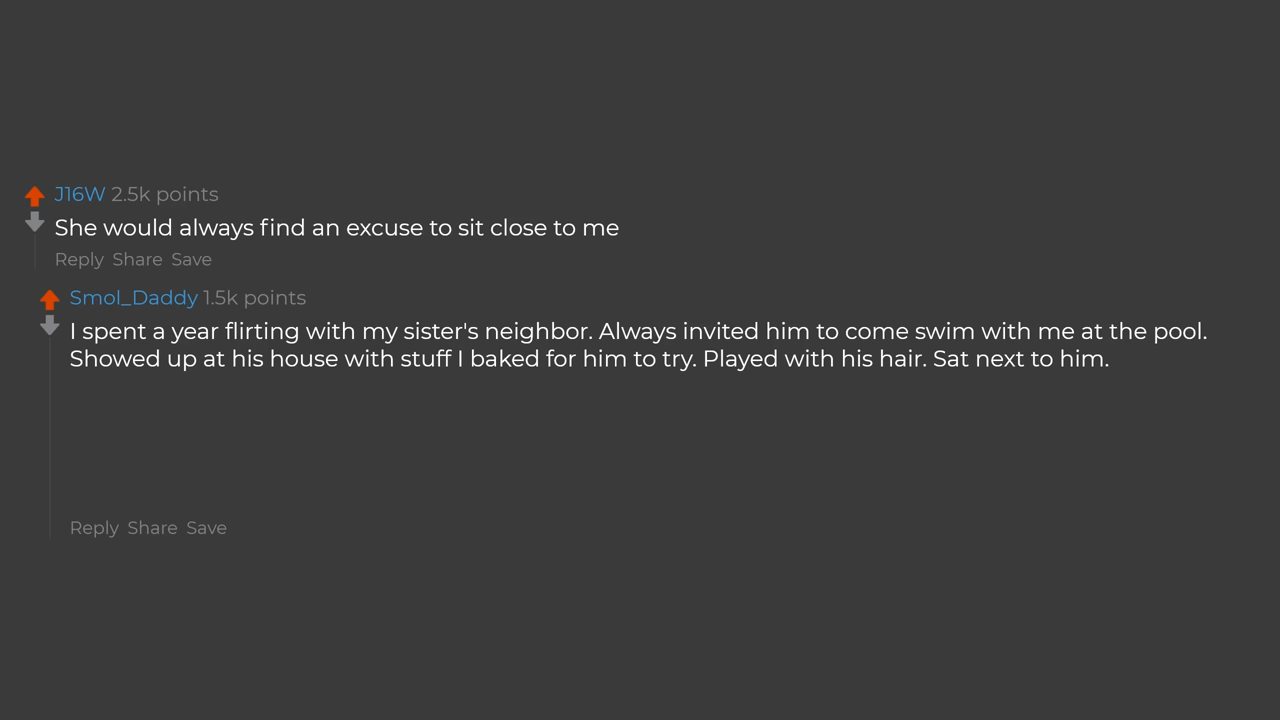 J16W 2.5k points
She would always find an excuse to sit close to me
Reply Share Save
Smol_Daddy 1.5k points
I spent a year flirting with my sister's neighbor. Always invited him to come swim with me at the pool.
Showed up at his house with stuff I baked for him to try. Played with his hair. Sat next to him.
Reply Share Save